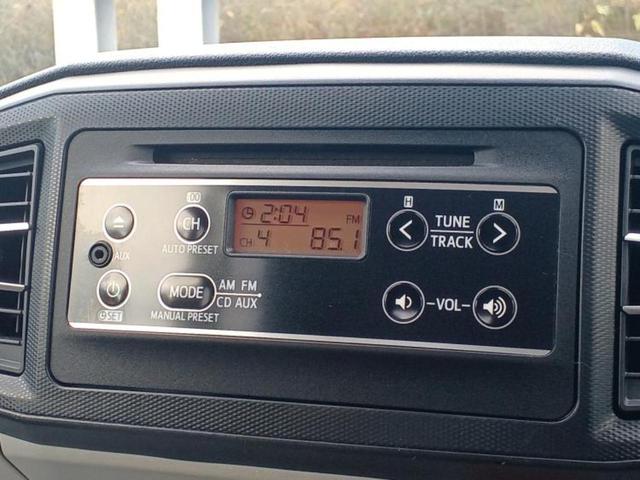 00
CH
AUTO PRESET
AUX
SET
MODE
AM FM
CD AUX
MANUAL PRESET
2:04
FM
CH 4 85.1
H
M
TUNE
TRACK
VOL